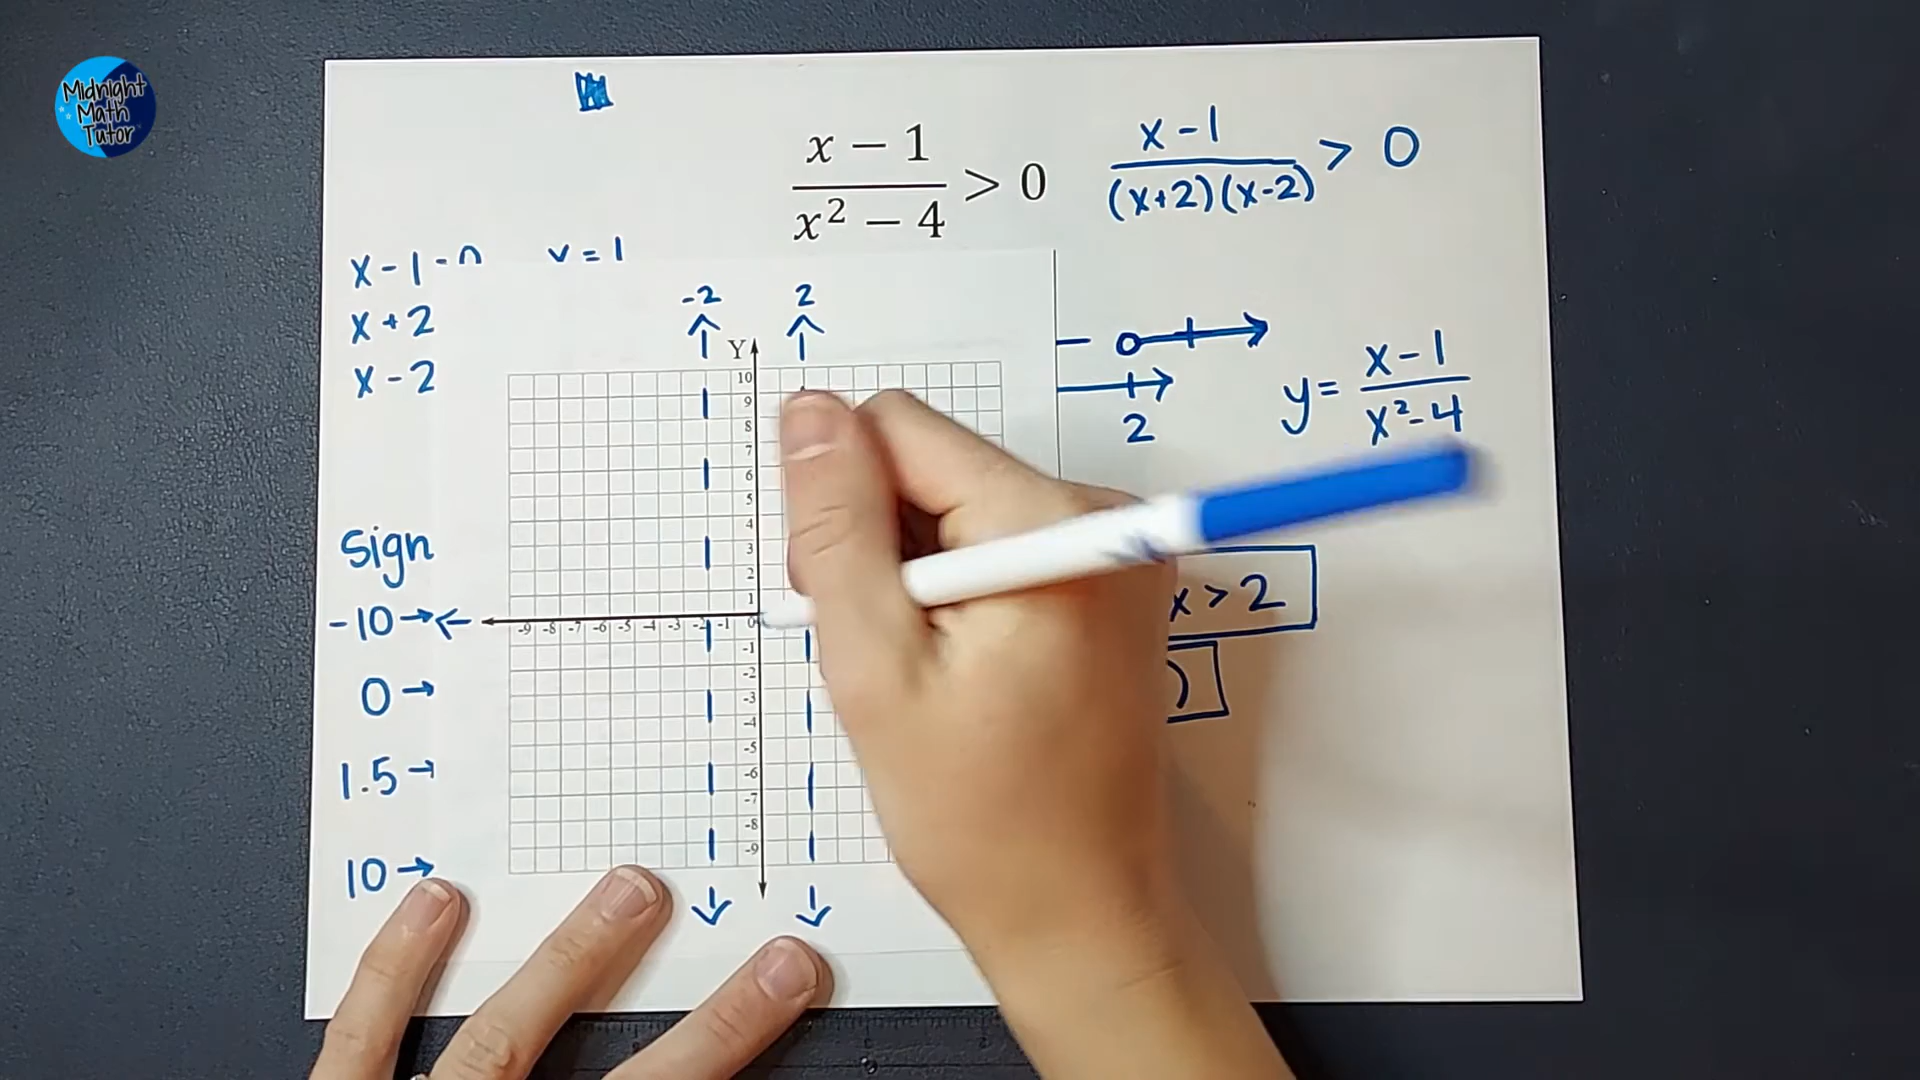 Midnight
Math
Tutor
x − 1
x² − 4
> 0
x - 1
(x+2)(x-2)
> 0
x - 1 = 0
x = 1
x + 2
x - 2
-2
2
Y
10
9
8
7
6
5
4
3
2
1
0
-9 -8 -7 -6 -5 -4 -3 -2 -1
-1
-2
-3
-4
-5
-6
-7
-8
-9
2
y = x - 1
x² - 4
Sign
-10 →
0 →
1.5 →
10 →
x > 2
)